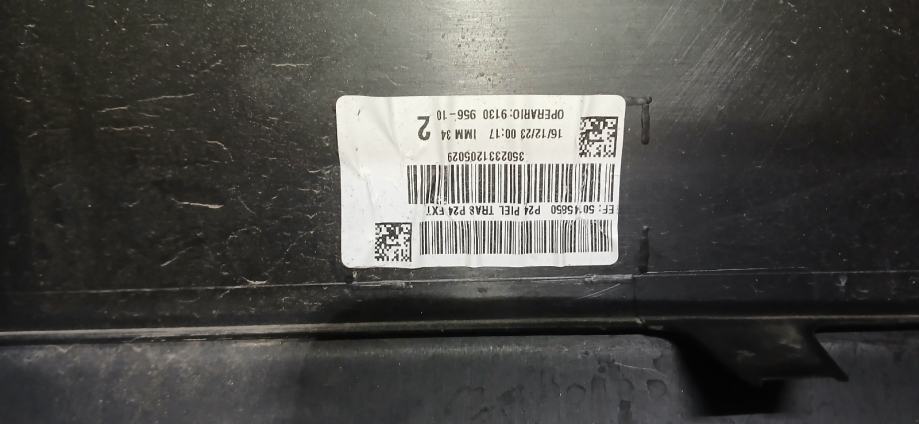 EF: 5045650 P24 PIEL TRAS P24 EXT
3502331205029
16/12/23 00:17 IMM 34 2
OPERARIO: 9130 956-10